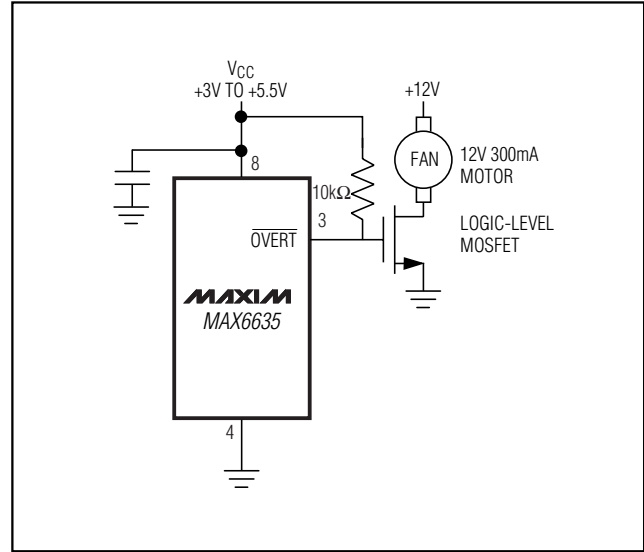 VCC
+3V TO +5.5V
+12V
8
FAN
12V 300mA
MOTOR
10kΩ
3
OVERT
LOGIC-LEVEL
MOSFET
MAXIM
MAX6635
4